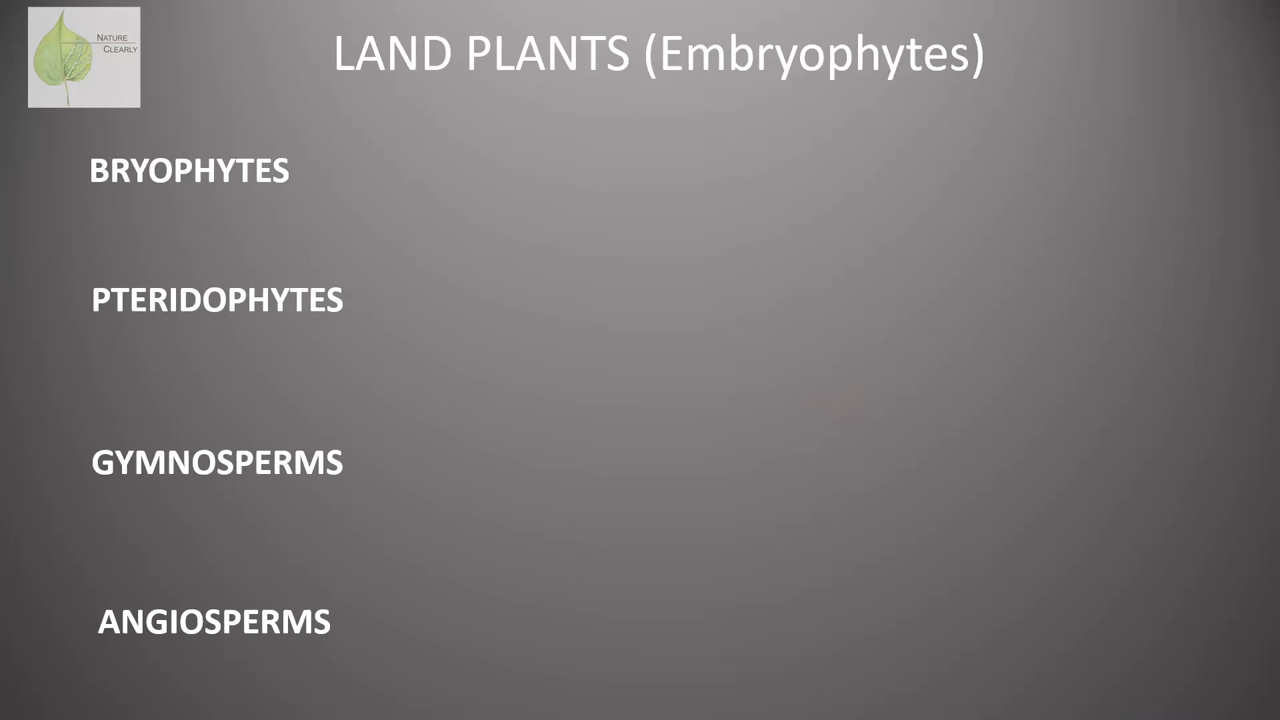 NATURE
CLEARLY
LAND PLANTS (Embryophytes)
BRYOPHYTES
PTERIDOPHYTES
GYMNOSPERMS
ANGIOSPERMS